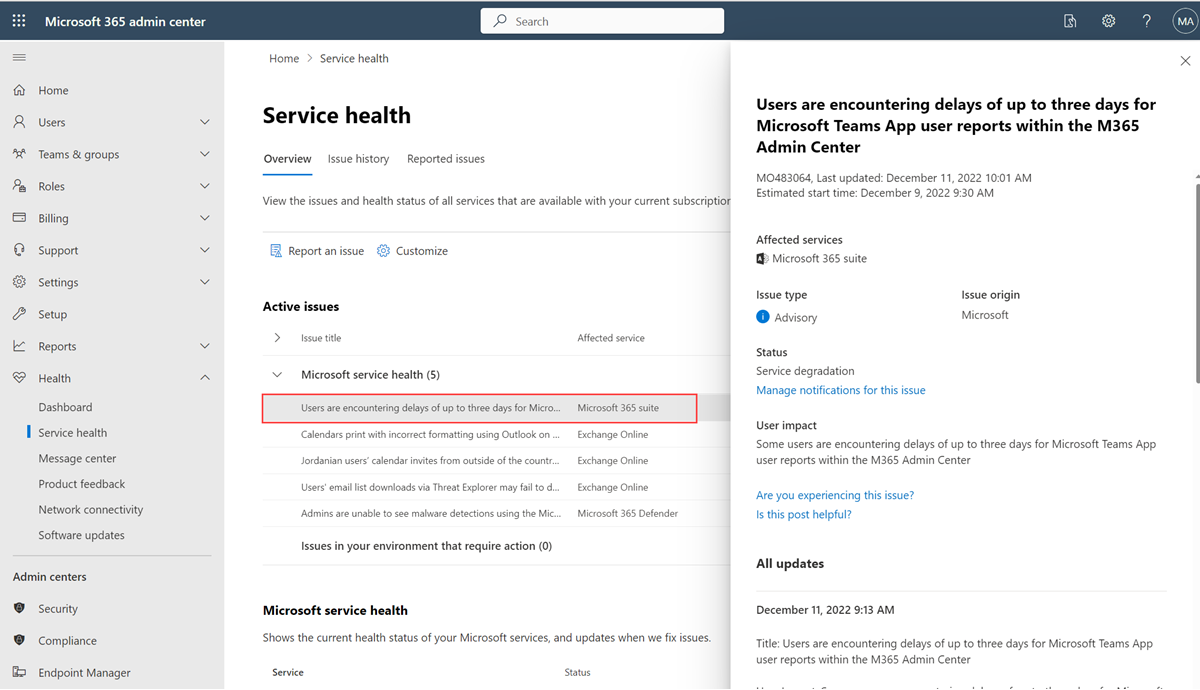 Microsoft 365 admin center
Search
MA
Home
Users
Teams & groups
Roles
Billing
Support
Settings
Setup
Reports
Health
Dashboard
Service health
Message center
Product feedback
Network connectivity
Software updates
Admin centers
Security
Compliance
Endpoint Manager
Home > Service health
Service health
Overview Issue history Reported issues
View the issues and health status of all services that are available with your current subscription
Report an issue Customize
Active issues
Issue title Affected service
Microsoft service health (5)
Users are encountering delays of up to three days for Micro... Microsoft 365 suite
Calendars print with incorrect formatting using Outlook on ... Exchange Online
Jordanian users' calendar invites from outside of the countr... Exchange Online
Users' email list downloads via Threat Explorer may fail to d... Exchange Online
Admins are unable to see malware detections using the Mic... Microsoft 365 Defender
Issues in your environment that require action (0)
Microsoft service health
Shows the current health status of your Microsoft services, and updates when we fix issues.
Service Status
Users are encountering delays of up to three days for
Microsoft Teams App user reports within the M365
Admin Center
MO483064, Last updated: December 11, 2022 10:01 AM
Estimated start time: December 9, 2022 9:30 AM
Affected services
Microsoft 365 suite
Issue type Issue origin
Advisory Microsoft
Status
Service degradation
Manage notifications for this issue
User impact
Some users are encountering delays of up to three days for Microsoft Teams App
user reports within the M365 Admin Center
Are you experiencing this issue?
Is this post helpful?
All updates
December 11, 2022 9:13 AM
Title: Users are encountering delays of up to three days for Microsoft Teams App
user reports within the M365 Admin Center